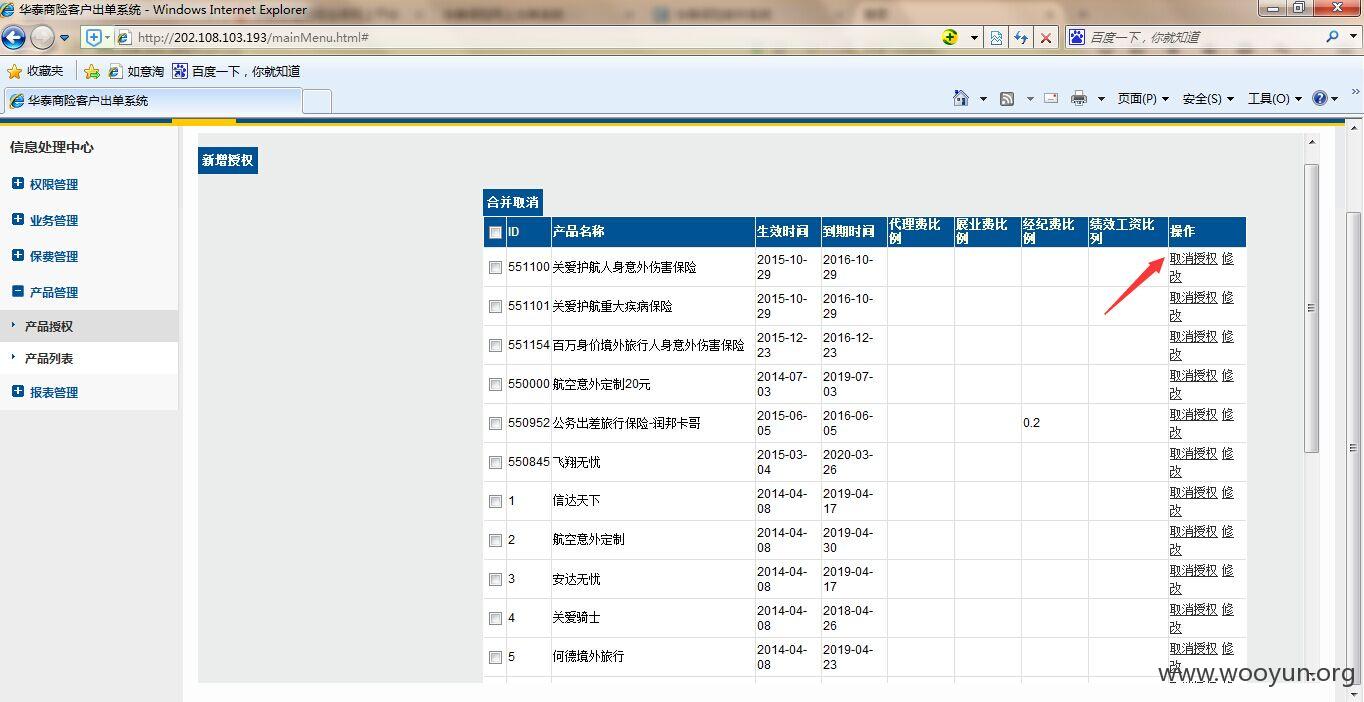 华泰商险客户出单系统 - Windows Internet Explorer
http://202.108.103.193/mainMenu.html#
百度一下，你就知道
收藏夹
如意淘
百度一下，你就知道
华泰商险客户出单系统
页面(P)
安全(S)
工具(O)
信息处理中心
权限管理
业务管理
保费管理
产品管理
产品授权
产品列表
报表管理
新增授权
合并取消
ID 产品名称 生效时间 到期时间 代理费比例 展业费比例 经纪费比例 绩效工资比列 操作
551100 关爱护航人身意外伤害保险 2015-10-29 2016-10-29 取消授权 修改
551101 关爱护航重大疾病保险 2015-10-29 2016-10-29 取消授权 修改
551154 百万身价境外旅行人身意外伤害保险 2015-12-23 2016-12-23 取消授权 修改
550000 航空意外定制20元 2014-07-03 2019-07-03 取消授权 修改
550952 公务出差旅行保险-润邦卡哥 2015-06-05 2016-06-05 0.2 取消授权 修改
550845 飞翔无忧 2015-03-04 2020-03-26 取消授权 修改
1 信达天下 2014-04-08 2019-04-17 取消授权 修改
2 航空意外定制 2014-04-08 2019-04-30 取消授权 修改
3 安达无忧 2014-04-08 2019-04-17 取消授权 修改
4 关爱骑士 2014-04-08 2018-04-26 取消授权 修改
5 何德境外旅行 2014-04-08 2019-04-23 取消授权 修改
www.wooyun.org